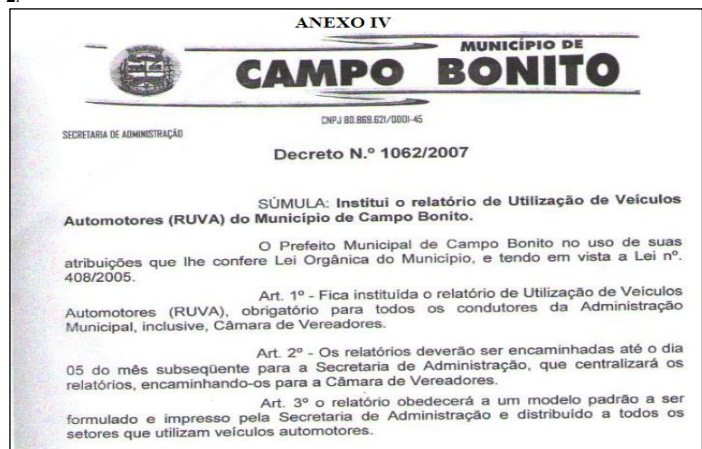 ANEXO IV
MUNICÍPIO DE
CAMPO BONITO
CNPJ 80.869.621/0001-45
SECRETARIA DE ADMINISTRAÇÃO
Decreto N.º 1062/2007
SÚMULA: Institui o relatório de Utilização de Veículos
Automotores (RUVA) do Município de Campo Bonito.
O Prefeito Municipal de Campo Bonito no uso de suas
atribuições que lhe confere Lei Orgânica do Município, e tendo em vista a Lei nº.
408/2005.
Art. 1º - Fica instituída o relatório de Utilização de Veículos
Automotores (RUVA), obrigatório para todos os condutores da Administração
Municipal, inclusive, Câmara de Vereadores.
Art. 2º - Os relatórios deverão ser encaminhadas até o dia
05 do mês subseqüente para a Secretaria de Administração, que centralizará os
relatórios, encaminhando-os para a Câmara de Vereadores.
Art. 3º o relatório obedecerá a um modelo padrão a ser
formulado e impresso pela Secretaria de Administração e distribuído a todos os
setores que utilizam veículos automotores.